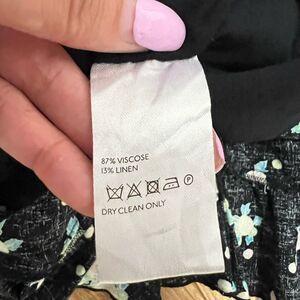 87% VISCOSE
13% LINEN
P
DRY CLEAN ONLY